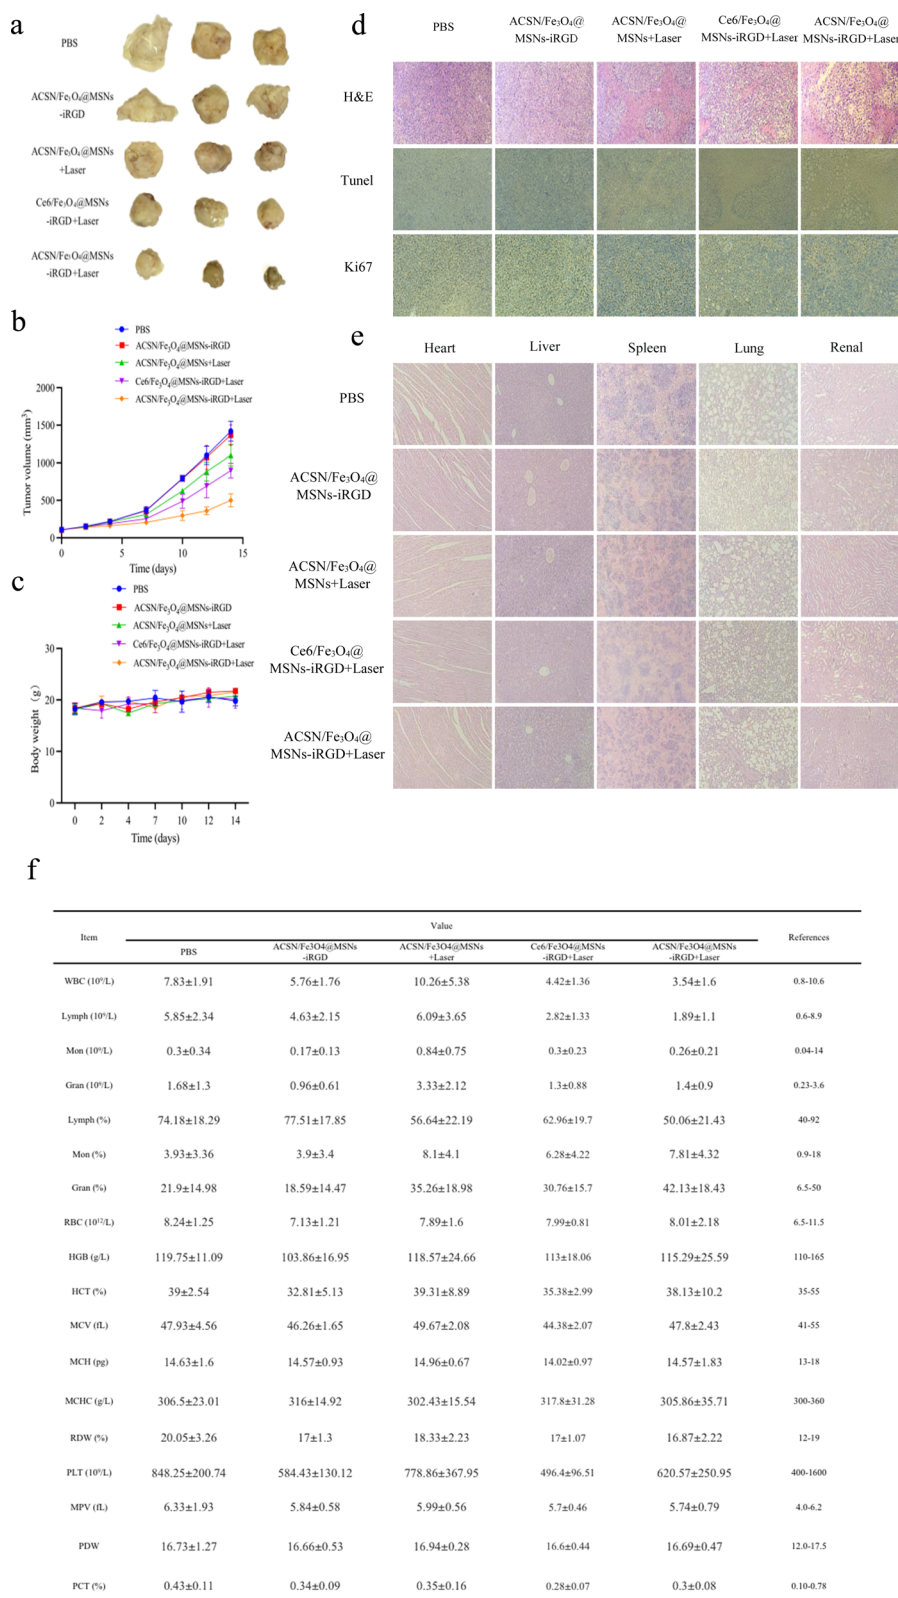 a
PBS
ACSN/Fe₃O₄@MSNs
-iRGD
ACSN/Fe₃O₄@MSNs
+Laser
Ce6/Fe₃O₄@MSNs
-iRGD+Laser
ACSN/Fe₃O₄@MSNs
-iRGD+Laser
b
PBS
ACSN/Fe₃O₄@MSNs-iRGD
ACSN/Fe₃O₄@MSNs+Laser
Ce6/Fe₃O₄@MSNs-iRGD+Laser
ACSN/Fe₃O₄@MSNs-iRGD+Laser
2000
1500
1000
500
0
Tumor volume (mm³)
0 5 10 15
Time (days)
c
PBS
ACSN/Fe₃O₄@MSNs-iRGD
ACSN/Fe₃O₄@MSNs+Laser
Ce6/Fe₃O₄@MSNs-iRGD+Laser
ACSN/Fe₃O₄@MSNs-iRGD+Laser
30
20
10
0
Body weight（g）
0 2 4 7 10 12 14
Time (days)
d
PBS
ACSN/Fe₃O₄@
MSNs-iRGD
ACSN/Fe₃O₄@
MSNs+Laser
Ce6/Fe₃O₄@
MSNs-iRGD+Laser
ACSN/Fe₃O₄@
MSNs-iRGD+Laser
H&E
Tunel
Ki67
e
Heart Liver Spleen Lung Renal
PBS
ACSN/Fe₃O₄@
MSNs-iRGD
ACSN/Fe₃O₄@
MSNs+Laser
Ce6/Fe₃O₄@
MSNs-iRGD+Laser
ACSN/Fe₃O₄@
MSNs-iRGD+Laser
f
Item Value References
PBS ACSN/Fe3O4@MSNs -iRGD ACSN/Fe3O4@MSNs +Laser Ce6/Fe3O4@MSNs -iRGD+Laser ACSN/Fe3O4@MSNs -iRGD+Laser
WBC (10⁹/L) 7.83±1.91 5.76±1.76 10.26±5.38 4.42±1.36 3.54±1.6 0.8-10.6
Lymph (10⁹/L) 5.85±2.34 4.63±2.15 6.09±3.65 2.82±1.33 1.89±1.1 0.6-8.9
Mon (10⁹/L) 0.3±0.34 0.17±0.13 0.84±0.75 0.3±0.23 0.26±0.21 0.04-14
Gran (10⁹/L) 1.68±1.3 0.96±0.61 3.33±2.12 1.3±0.88 1.4±0.9 0.23-3.6
Lymph (%) 74.18±18.29 77.51±17.85 56.64±22.19 62.96±19.7 50.06±21.43 40-92
Mon (%) 3.93±3.36 3.9±3.4 8.1±4.1 6.28±4.22 7.81±4.32 0.9-18
Gran (%) 21.9±14.98 18.59±14.47 35.26±18.98 30.76±15.7 42.13±18.43 6.5-50
RBC (10¹²/L) 8.24±1.25 7.13±1.21 7.89±1.6 7.99±0.81 8.01±2.18 6.5-11.5
HGB (g/L) 119.75±11.09 103.86±16.95 118.57±24.66 113±18.06 115.29±25.59 110-165
HCT (%) 39±2.54 32.81±5.13 39.31±8.89 35.38±2.99 38.13±10.2 35-55
MCV (fL) 47.93±4.56 46.26±1.65 49.67±2.08 44.38±2.07 47.8±2.43 41-55
MCH (pg) 14.63±1.6 14.57±0.93 14.96±0.67 14.02±0.97 14.57±1.83 13-18
MCHC (g/L) 306.5±23.01 316±14.92 302.43±15.54 317.8±31.28 305.86±35.71 300-360
RDW (%) 20.05±3.26 17±1.3 18.33±2.23 17±1.07 16.87±2.22 12-19
PLT (10⁹/L) 848.25±200.74 584.43±130.12 778.86±367.95 496.4±96.51 620.57±250.95 400-1600
MPV (fL) 6.33±1.93 5.84±0.58 5.99±0.56 5.7±0.46 5.74±0.79 4.0-6.2
PDW 16.73±1.27 16.66±0.53 16.94±0.28 16.6±0.44 16.69±0.47 12.0-17.5
PCT (%) 0.43±0.11 0.34±0.09 0.35±0.16 0.28±0.07 0.3±0.08 0.10-0.78